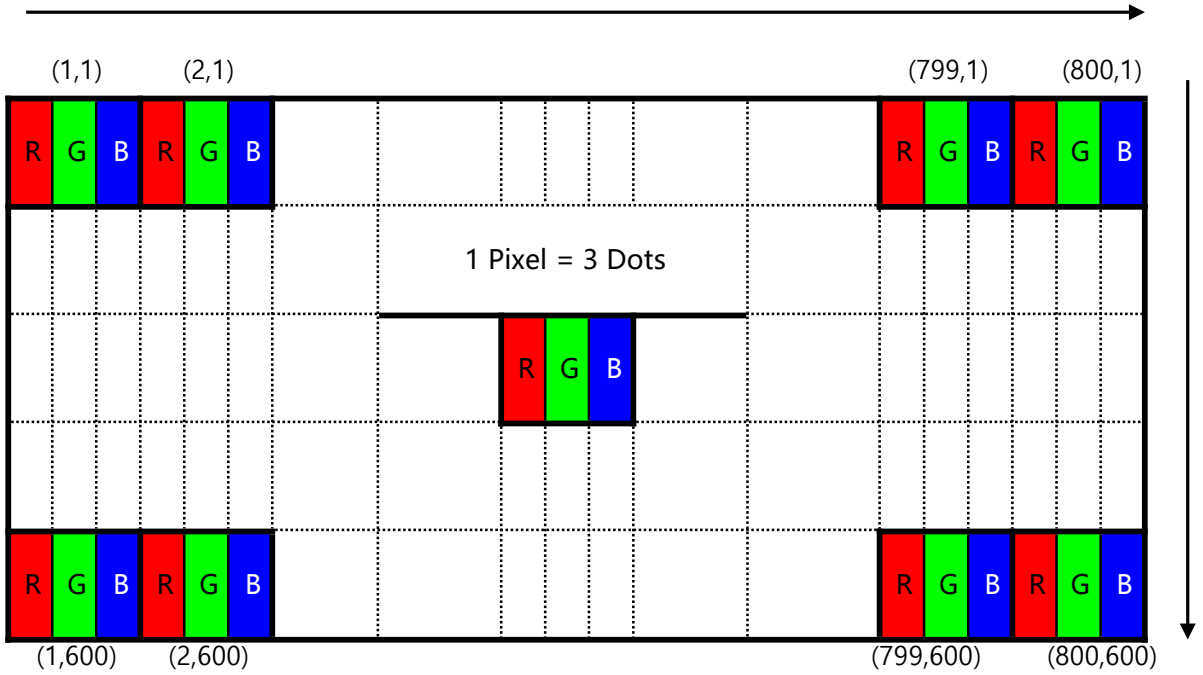 (1,1) (2,1) (799,1) (800,1)
R G B R G B R G B R G B
1 Pixel = 3 Dots
R G B
R G B R G B R G B R G B
(1,600) (2,600) (799,600) (800,600)